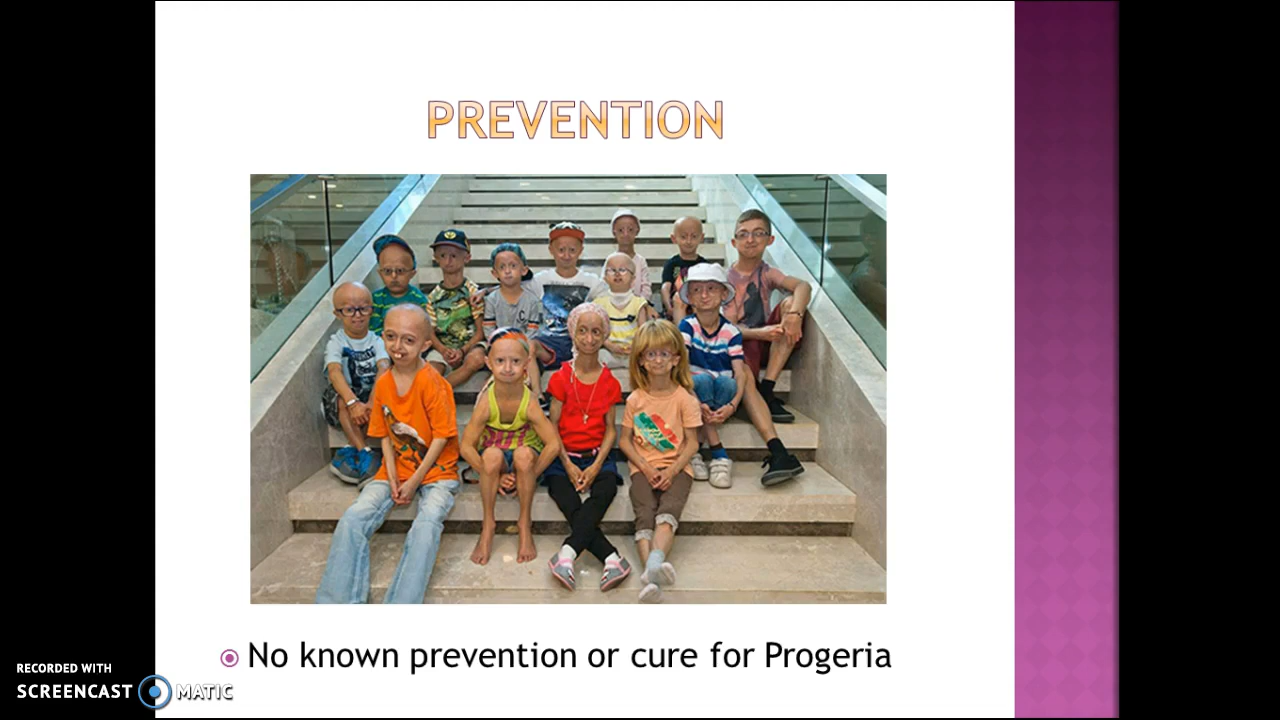 PREVENTION
No known prevention or cure for Progeria
RECORDED WITH
SCREENCAST MATIC